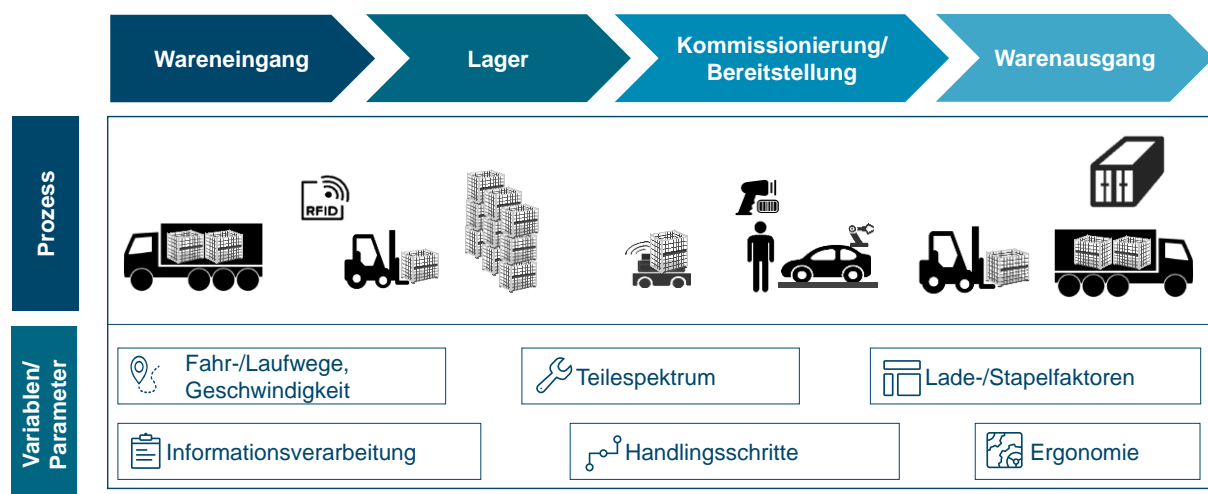 Wareneingang
Lager
Kommissionierung/
Bereitstellung
Warenausgang
Prozess
RFID
Variablen/
Parameter
Fahr-/Laufwege,
Geschwindigkeit
Teilespektrum
Lade-/Stapelfaktoren
Informationsverarbeitung
Handlingsschritte
Ergonomie